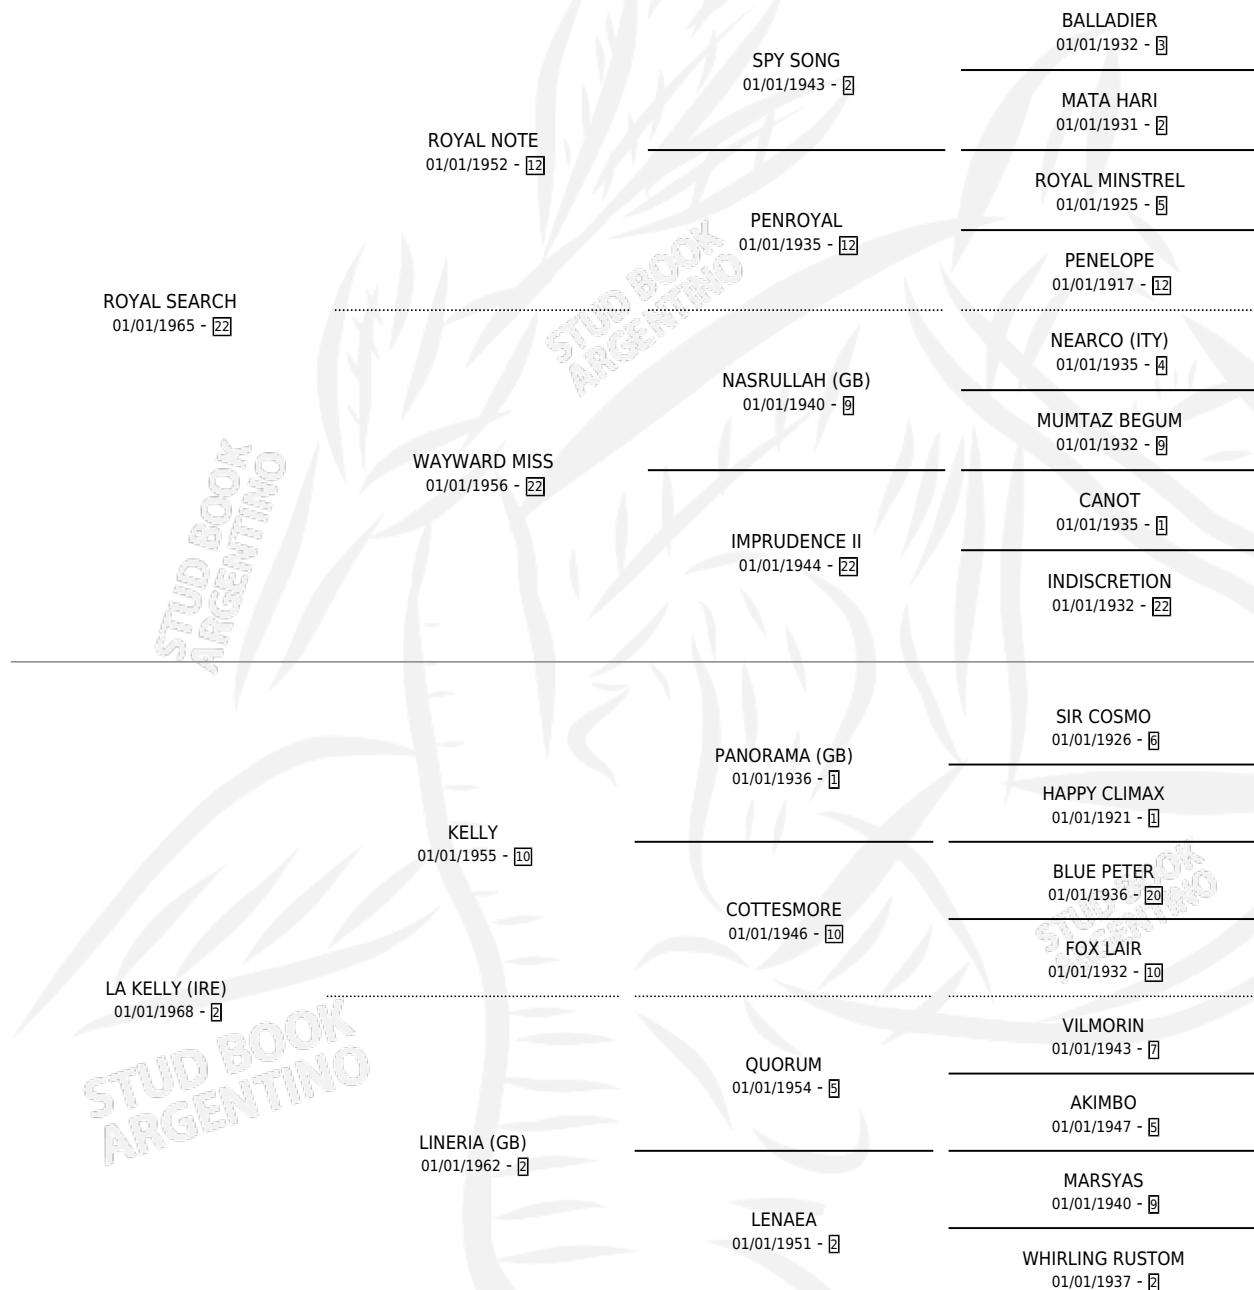 BALLADIER
01/01/1932 - 3
SPY SONG
01/01/1943 - 2
MATA HARI
01/01/1931 - 2
ROYAL NOTE
01/01/1952 - 12
ROYAL MINSTREL
01/01/1925 - 5
PENROYAL
01/01/1935 - 12
PENELOPE
01/01/1917 - 12
ROYAL SEARCH
01/01/1965 - 22
NEARCO (ITY)
01/01/1935 - 4
NASRULLAH (GB)
01/01/1940 - 9
MUMTAZ BEGUM
01/01/1932 - 9
WAYWARD MISS
01/01/1956 - 22
CANOT
01/01/1935 - 1
IMPRUDENCE II
01/01/1944 - 22
INDISCRETION
01/01/1932 - 22
SIR COSMO
01/01/1926 - 6
PANORAMA (GB)
01/01/1936 - 1
HAPPY CLIMAX
01/01/1921 - 1
KELLY
01/01/1955 - 10
BLUE PETER
01/01/1936 - 20
COTTESMORE
01/01/1946 - 10
FOX LAIR
01/01/1932 - 10
LA KELLY (IRE)
01/01/1968 - 2
VILMORIN
01/01/1943 - 7
QUORUM
01/01/1954 - 5
AKIMBO
01/01/1947 - 5
LINERIA (GB)
01/01/1962 - 2
MARSYAS
01/01/1940 - 9
LENAEA
01/01/1951 - 2
WHIRLING RUSTOM
01/01/1937 - 2
STUD BOOK
ARGENTINO
STUD BOOK
ARGENTINO
STUD BOOK
ARGENTINO
STUD BOOK
ARGENTINO